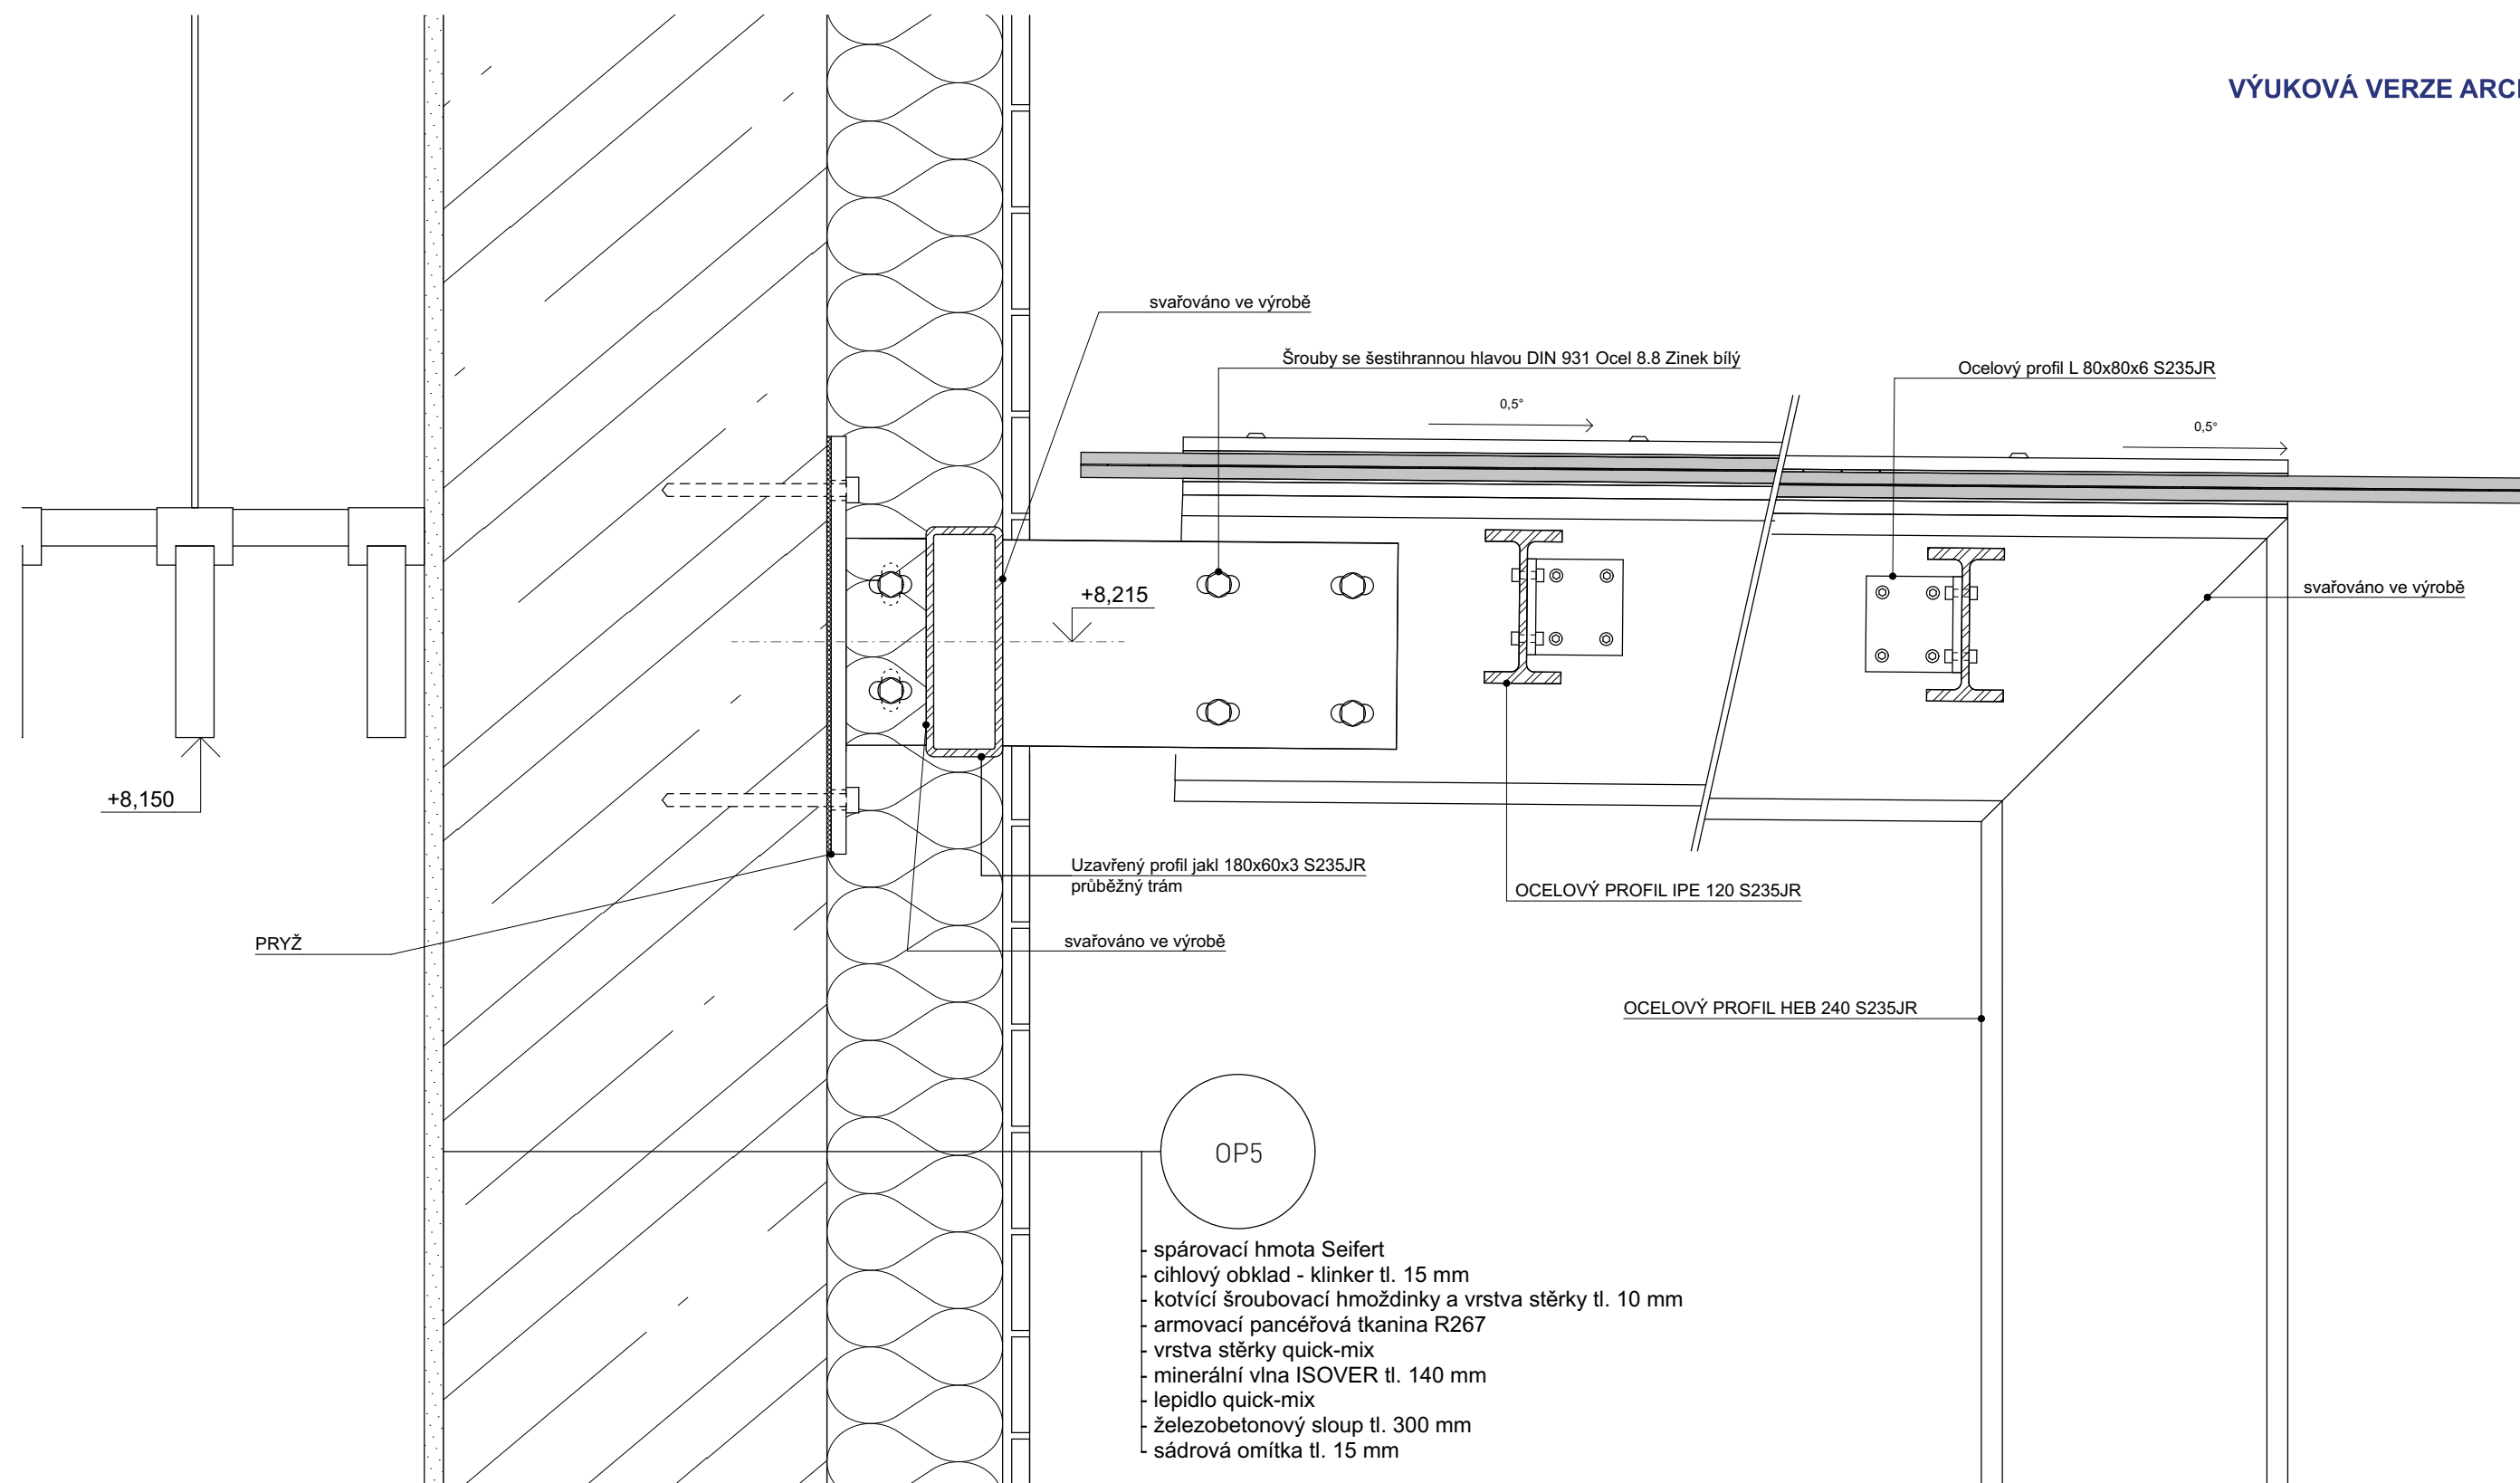 VÝUKOVÁ VERZE ARCH
svařováno ve výrobě
Šrouby se šestihrannou hlavou DIN 931 Ocel 8.8 Zinek bílý
Ocelový profil L 80x80x6 S235JR
0,5°
0,5°
+8,215
svařováno ve výrobě
+8,150
Uzavřený profil jakl 180x60x3 S235JR
průběžný trám
OCELOVÝ PROFIL IPE 120 S235JR
PRYŽ
svařováno ve výrobě
OCELOVÝ PROFIL HEB 240 S235JR
OP5
- spárovací hmota Seifert
- cihlový obklad - klinker tl. 15 mm
- kotvící šroubovací hmoždinky a vrstva stěrky tl. 10 mm
- armovací pancéřová tkanina R267
- vrstva stěrky quick-mix
- minerální vlna ISOVER tl. 140 mm
- lepidlo quick-mix
- železobetonový sloup tl. 300 mm
- sádrová omítka tl. 15 mm